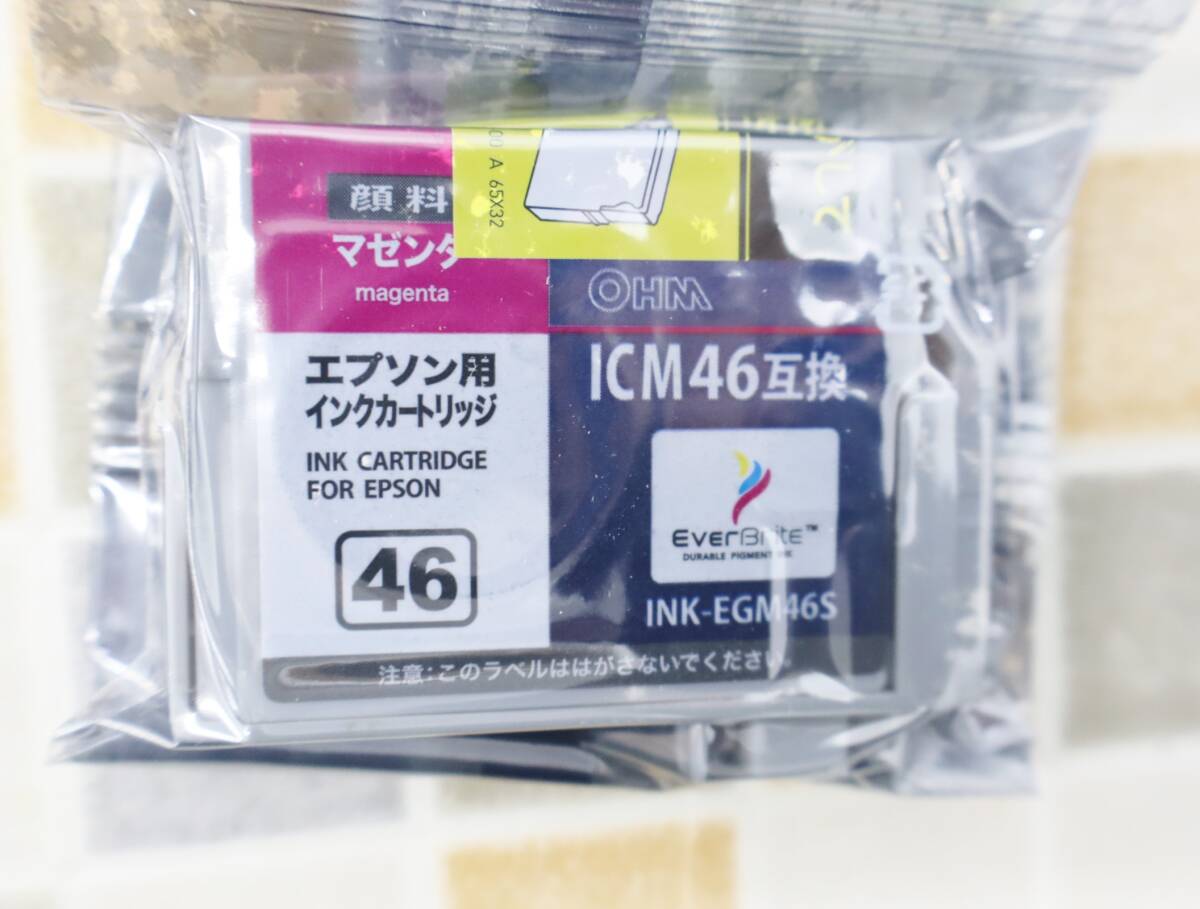 00 A 65X32
顔料
マゼンタ
magenta
エプソン用
インクカートリッジ
INK CARTRIDGE
FOR EPSON
46
OHM
ICM46互換
EverBrite™
DURABLE PIGMENT INK
INK-EGM46S
注意:このラベルははがさないでください。